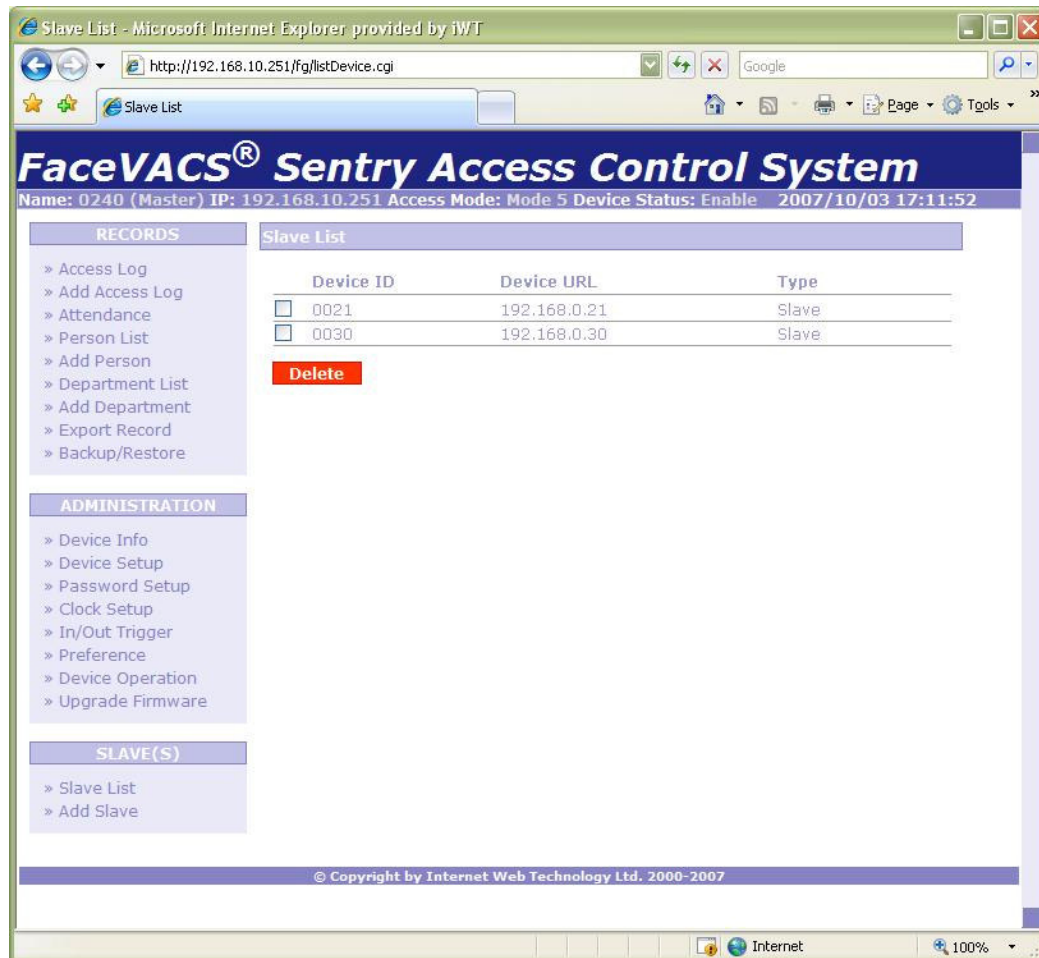 Slave List - Microsoft Internet Explorer provided by iWT
http://192.168.10.251/fg/listDevice.cgi
Google
Slave List
Page
Tools
»
FaceVACS® Sentry Access Control System
Name: 0240 (Master) IP: 192.168.10.251 Access Mode: Mode 5 Device Status: Enable 2007/10/03 17:11:52
RECORDS
» Access Log
» Add Access Log
» Attendance
» Person List
» Add Person
» Department List
» Add Department
» Export Record
» Backup/Restore
ADMINISTRATION
» Device Info
» Device Setup
» Password Setup
» Clock Setup
» In/Out Trigger
» Preference
» Device Operation
» Upgrade Firmware
SLAVE(S)
» Slave List
» Add Slave
Slave List
Device ID Device URL Type
0021 192.168.0.21 Slave
0030 192.168.0.30 Slave
Delete
© Copyright by Internet Web Technology Ltd. 2000-2007
Internet
100%